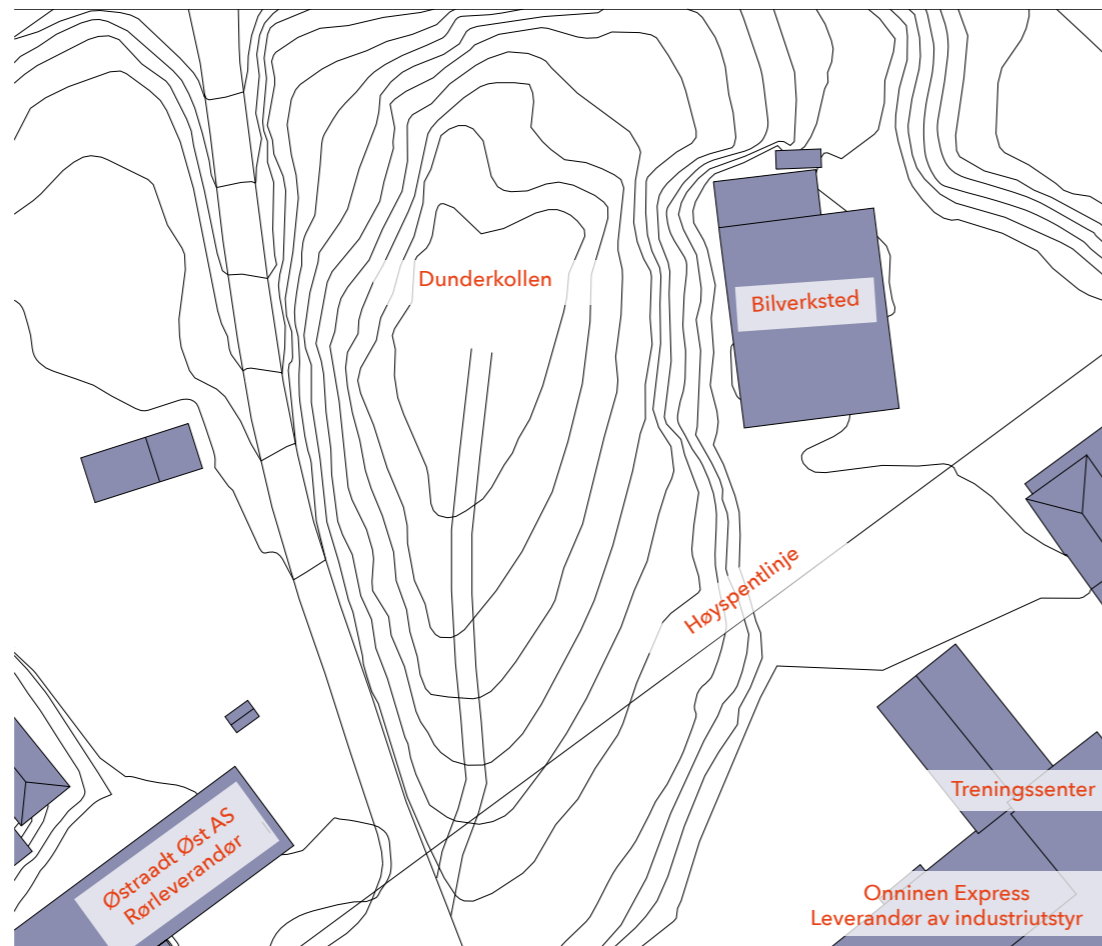 Dunderkollen
Bilverksted
Høyspentlinje
Treningssenter
Østraadt Øst AS
Rørleverandør
Onninen Express
Leverandør av industriutstyr